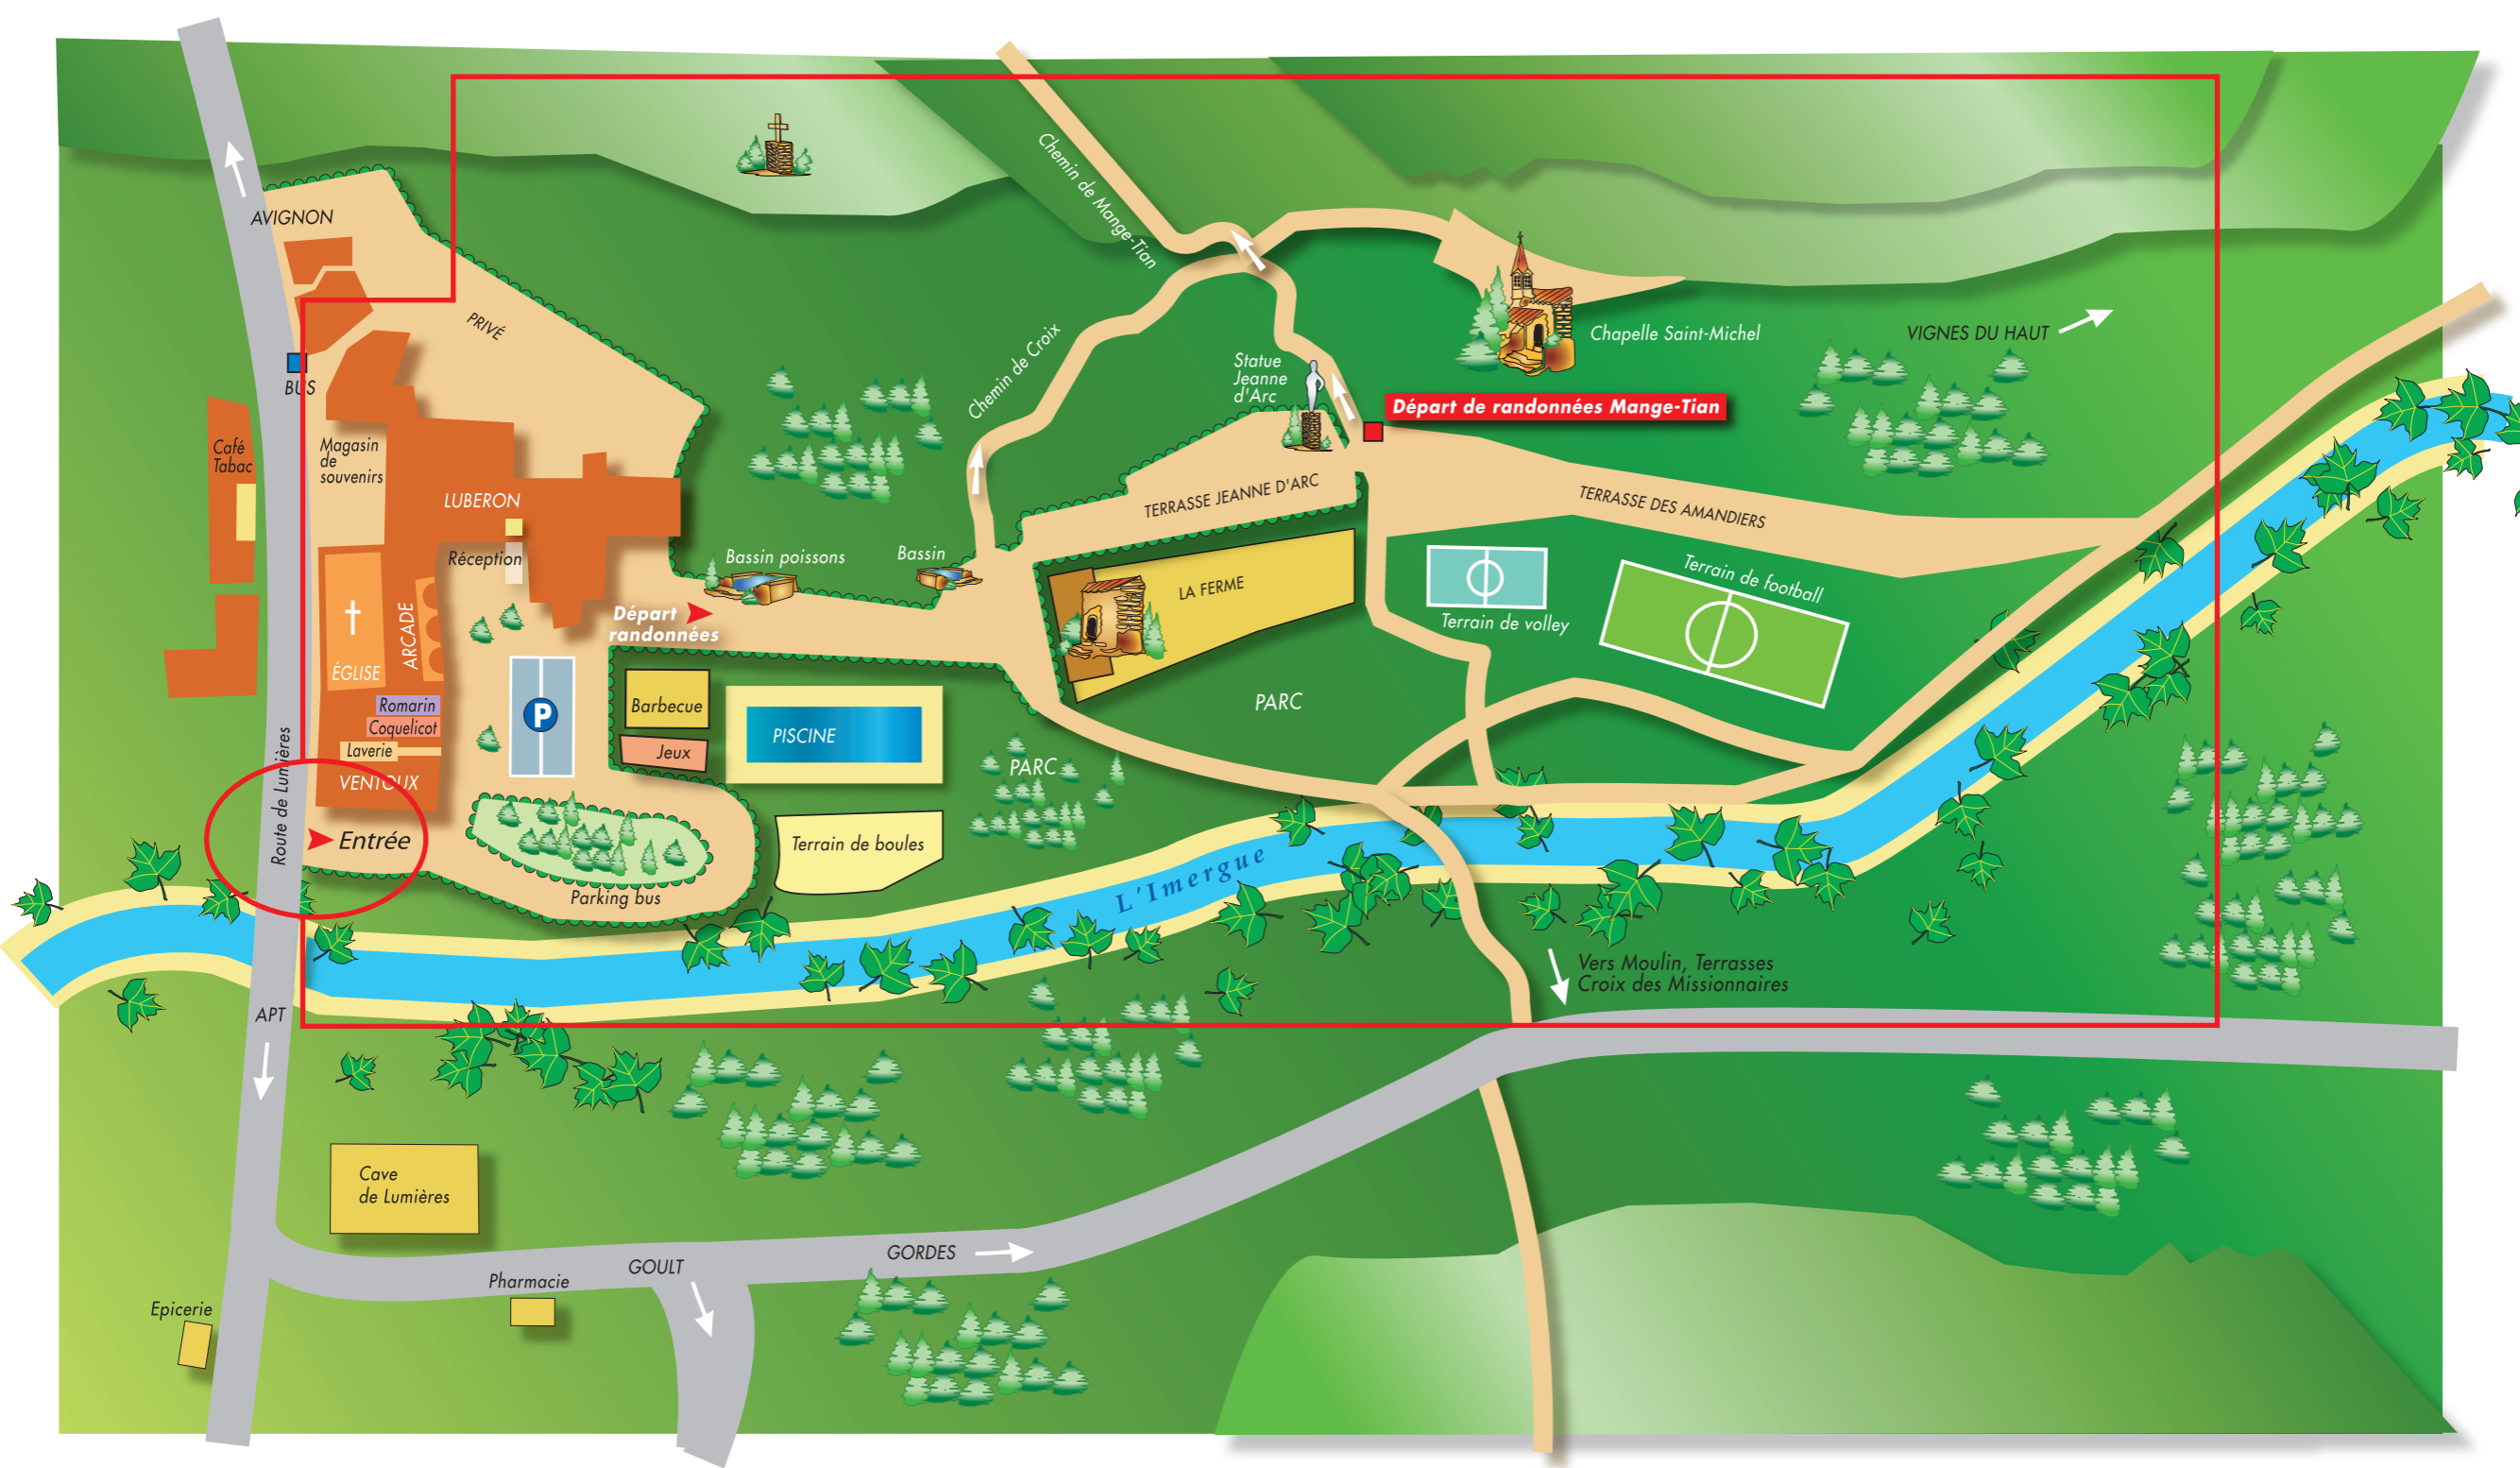 AVIGNON
PRIVÉ
BUS
Café
Tabac
Magasin
de
souvenirs
LUBERON
Réception
ÉGLISE
ARCADE
Romarin
Coquelicot
Laverie
VENTOUX
Route de Lumières
Entrée
P
Parking bus
Départ
randonnées
Bassin poissons
Bassin
Barbecue
Jeux
PISCINE
Terrain de boules
PARC
Chemin de Croix
Chemin de Mange-Tian
Statue
Jeanne
d'Arc
Départ de randonnées Mange-Tian
Chapelle Saint-Michel
VIGNES DU HAUT
TERRASSE JEANNE D'ARC
TERRASSE DES AMANDIERS
LA FERME
Terrain de volley
Terrain de football
PARC
L'Imergue
Vers Moulin, Terrasses
Croix des Missionnaires
APT
Cave
de Lumières
Epicerie
Pharmacie
GOULT
GORDES